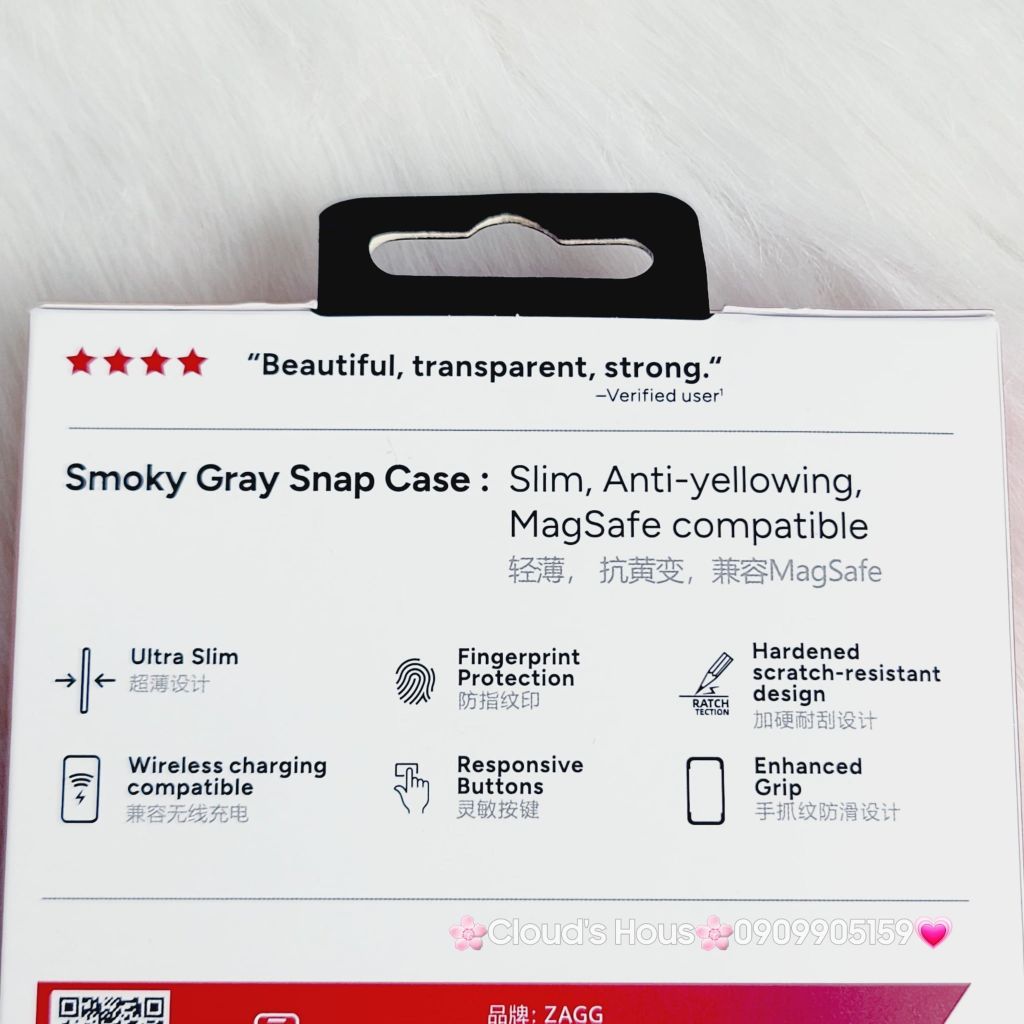 “Beautiful, transparent, strong.“
–Verified user¹
Smoky Gray Snap Case : Slim, Anti-yellowing,
MagSafe compatible
轻薄， 抗黄变，兼容MagSafe
Ultra Slim
超薄设计
Fingerprint
Protection
防指纹印
RATCH
TECTION
Hardened
scratch-resistant
design
加硬耐刮设计
Wireless charging
compatible
兼容无线充电
Responsive
Buttons
灵敏按键
Enhanced
Grip
手抓纹防滑设计
🌸Cloud's Hous🌸0909905159💗
品牌: ZAGG